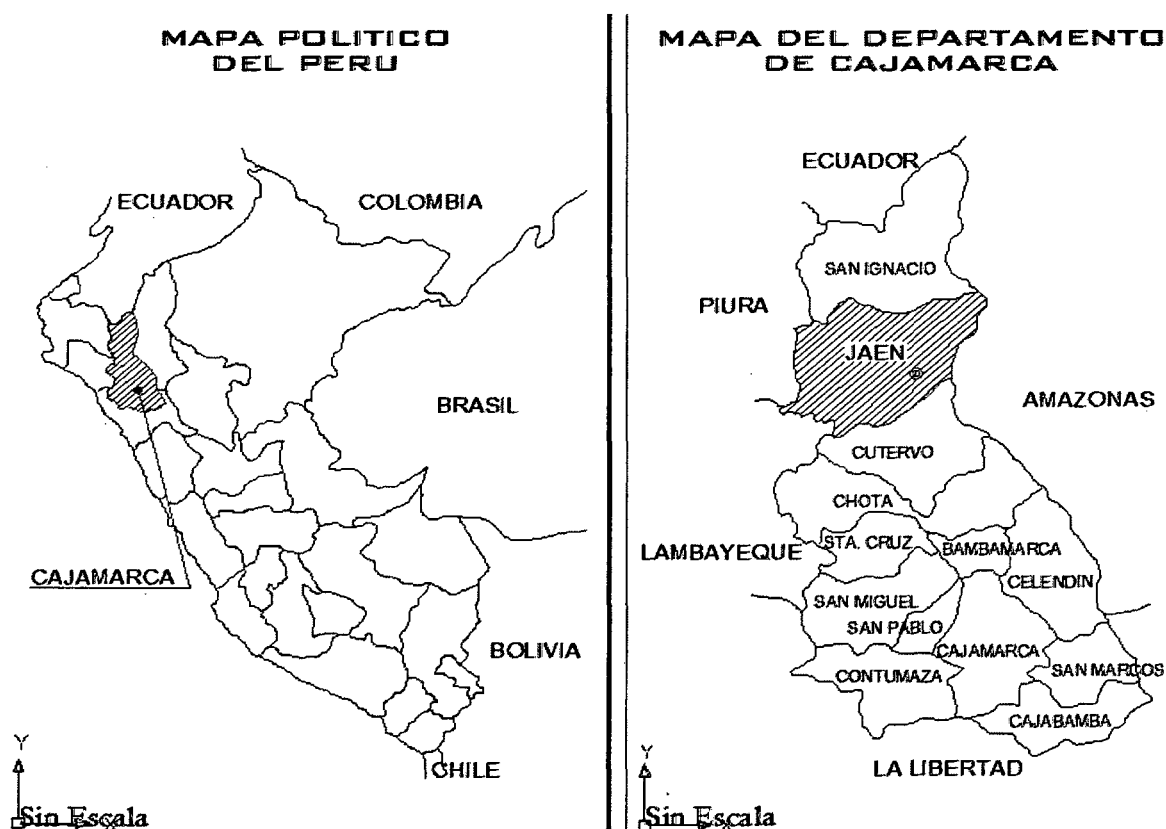 MAPA POLITICO
DEL PERU
ECUADOR
COLOMBIA
BRASIL
CAJAMARCA
BOLIVIA
CHILE
Y
Sin Escala
X
MAPA DEL DEPARTAMENTO
DE CAJAMARCA
ECUADOR
SAN IGNACIO
PIURA
JAEN
AMAZONAS
CUTERVO
CHOTA
STA. CRUZ
LAMBAYEQUE
BAMBAMARCA
CELENDIN
SAN MIGUEL
SAN PABLO
CAJAMARCA
SAN MARCOS
CONTUMAZA
CAJABAMBA
LA LIBERTAD
Y
Sin Escala
X